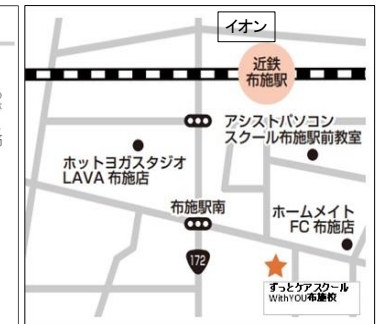 イオン
近鉄
布施駅
アシストパソコン
スクール布施駅前教室
ホットヨガスタジオ
LAVA 布施店
布施駅南
ホームメイト
FC 布施店
172
ずっとケアスクール
WithYOU布施校